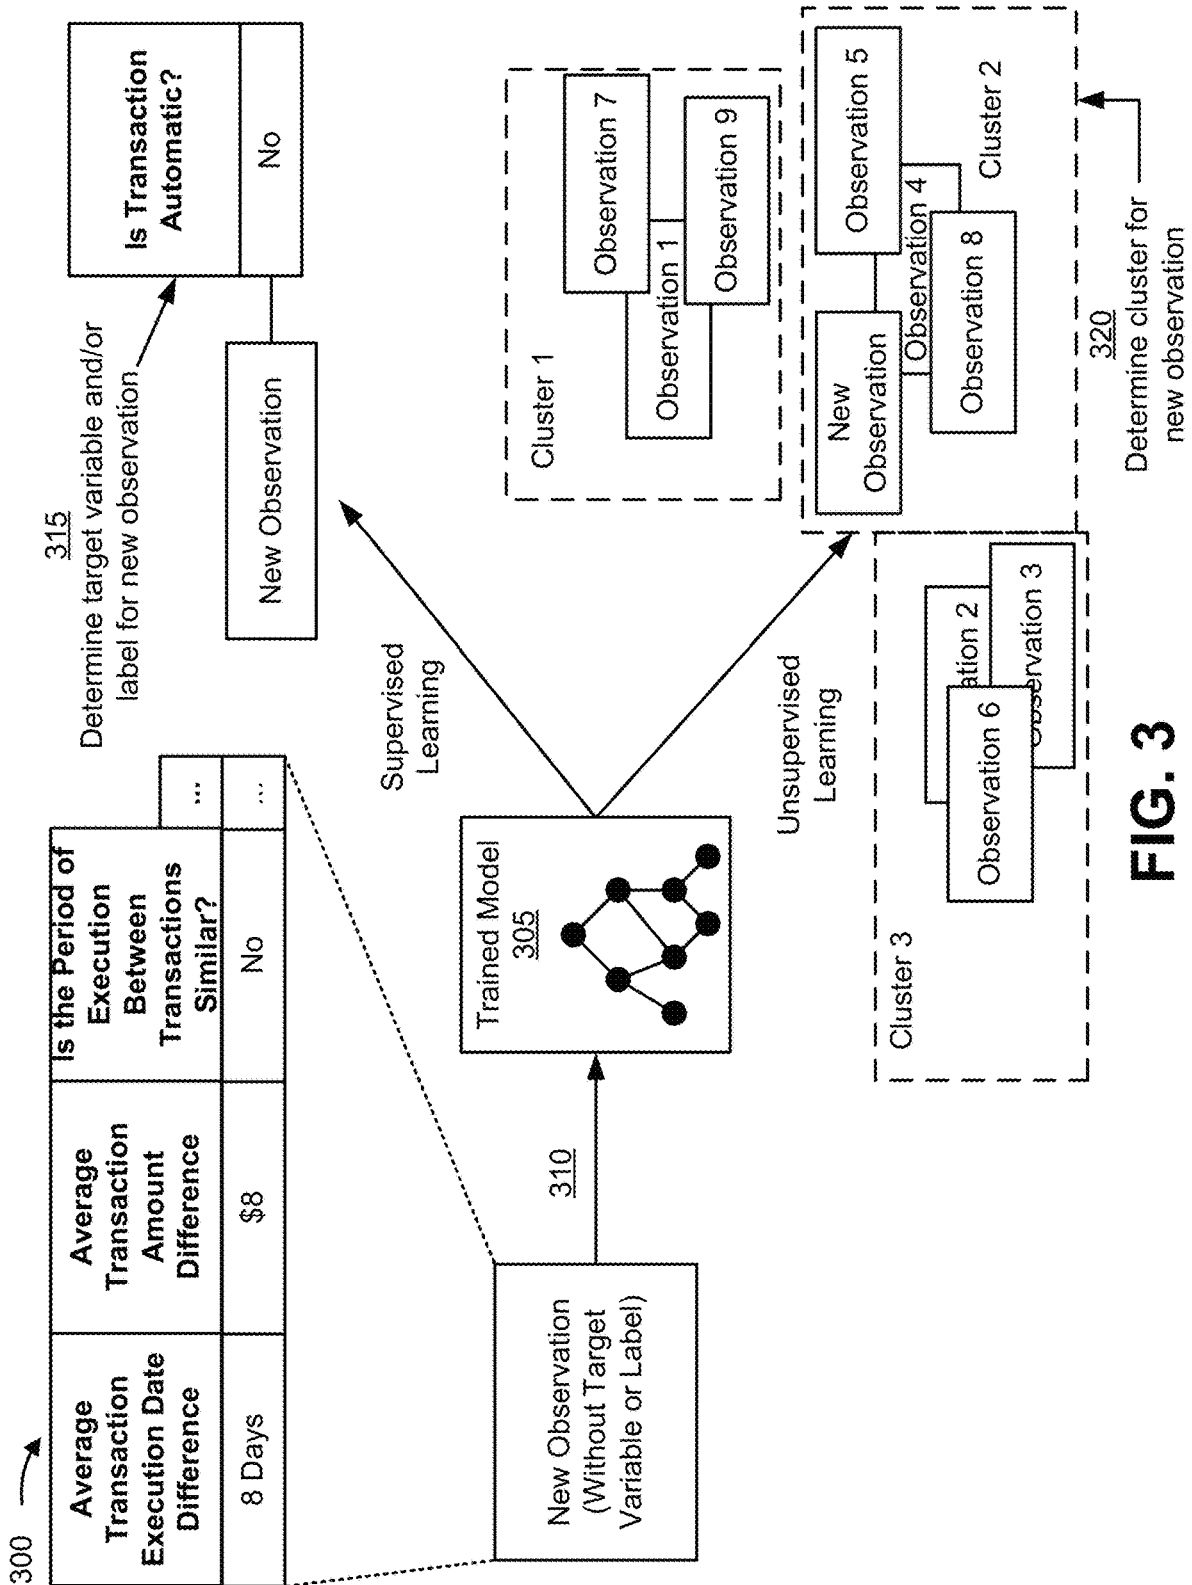 300
Average
Transaction
Execution Date
Difference
Average
Transaction
Amount
Difference
Is the Period of
Execution
Between
Transactions
Similar?
...
8 Days
$8
No
...
315
Determine target variable and/or
label for new observation
Is Transaction
Automatic?
New Observation
No
New Observation
(Without Target
Variable or Label)
310
Trained Model
305
Supervised
Learning
Unsupervised
Learning
Cluster 1
Observation 7
Observation 1
Observation 9
New
Observation
Observation 5
Observation 4
Observation 8
Cluster 2
Cluster 3
ation 2
Observation 6
bservation 3
320
Determine cluster for
new observation
FIG. 3